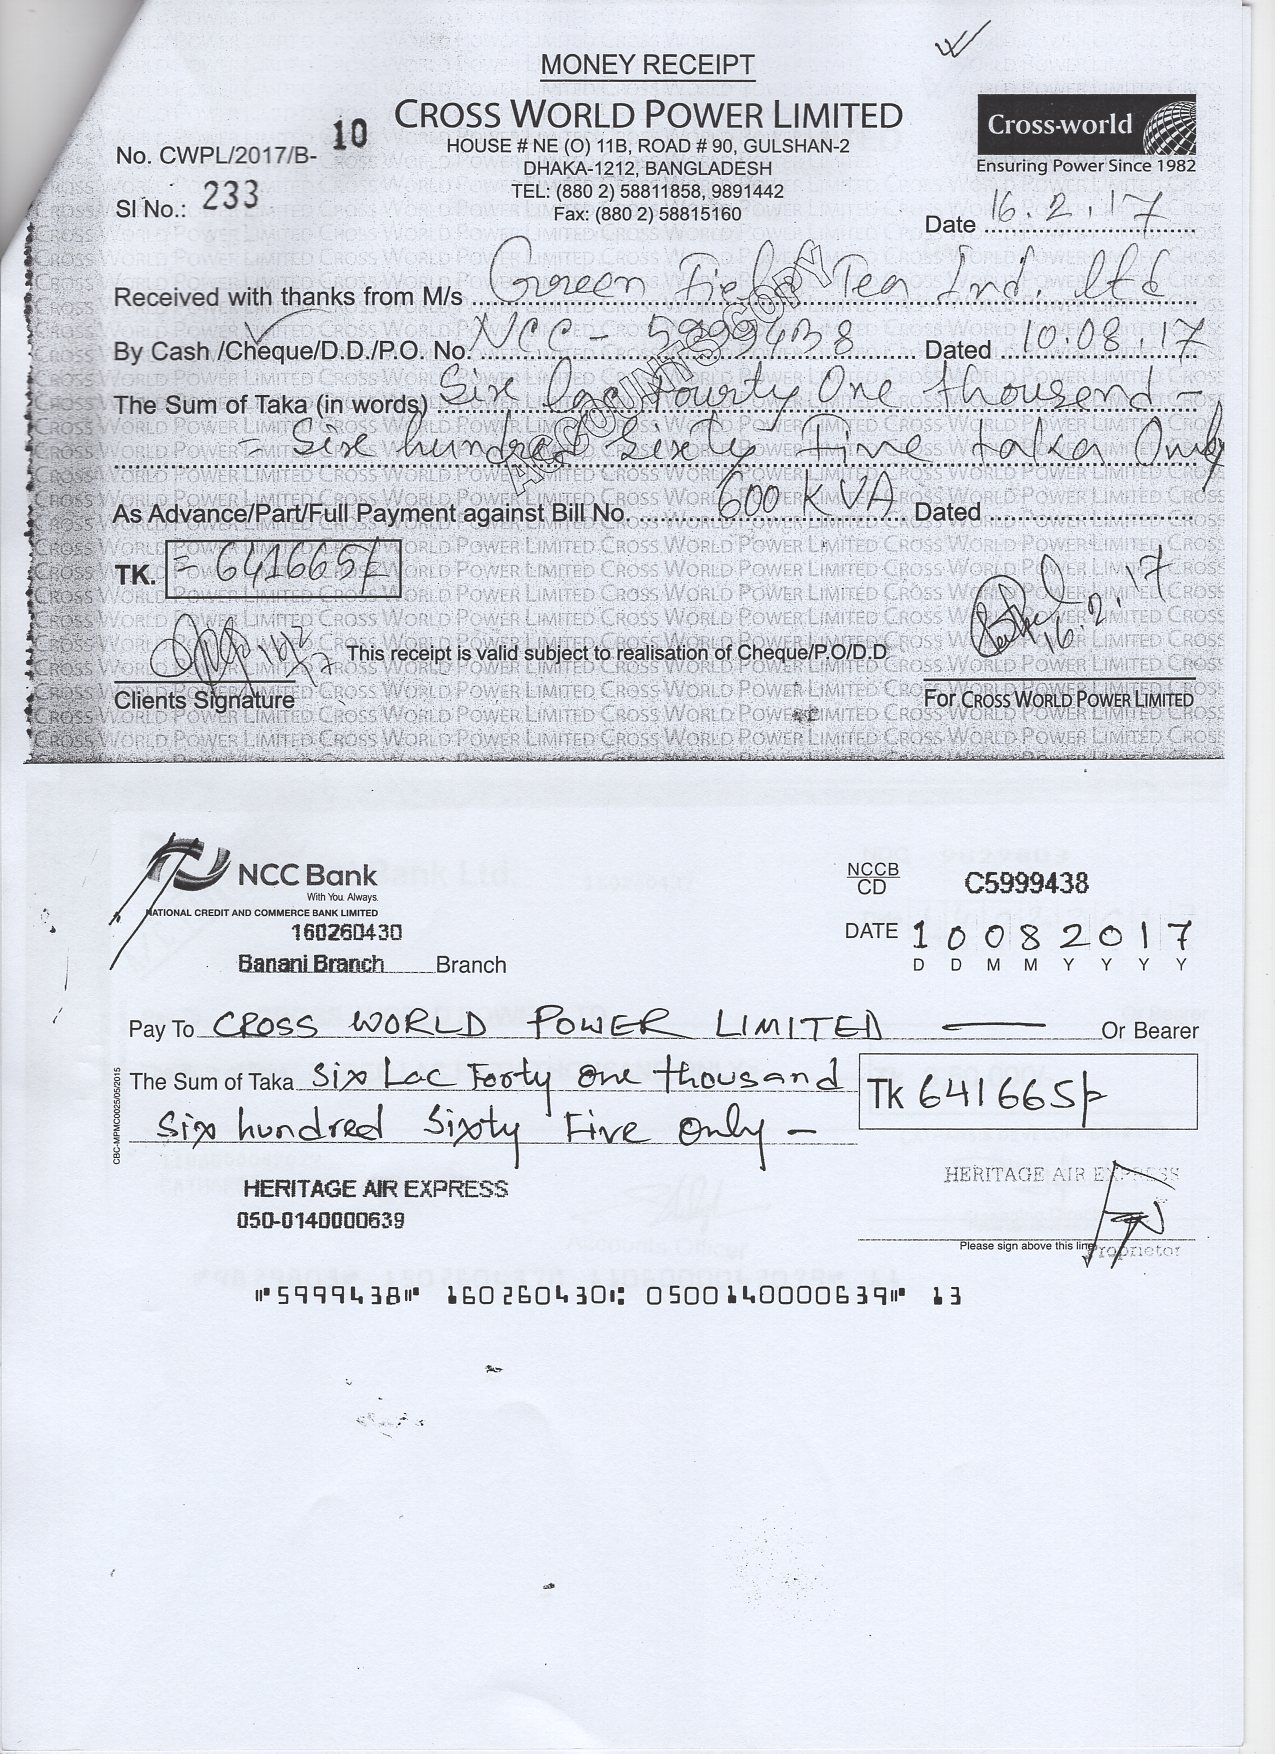 MONEY RECEIPT
CROSS WORLD POWER LIMITED
HOUSE # NE (O) 11B, ROAD # 90, GULSHAN-2
DHAKA-1212, BANGLADESH
TEL: (880 2) 58811858, 9891442
Fax: (880 2) 58815160
Cross-world
Ensuring Power Since 1982
No. CWPL/2017/B- 10
Sl No.: 233
Date 16.2.17
Received with thanks from M/s Green Field Tea Ind. ltd
By Cash /Cheque/D.D./P.O. No. NCC - 5999438 Dated 10.08.17
The Sum of Taka (in words) Six Lac Fourty One thousend -
- Six hundred Sixty Five taka Only
ACCOUNTS COPY
As Advance/Part/Full Payment against Bill No. 600 KVA Dated
TK. = 641665/
16.2.17
This receipt is valid subject to realisation of Cheque/P.O/D.D
Clients Signature
For CROSS WORLD POWER LIMITED
NCC Bank
With You. Always.
NATIONAL CREDIT AND COMMERCE BANK LIMITED
160260430
Banani Branch Branch
NCCB
CD
C5999438
DATE 10082017
D D M M Y Y Y Y
Pay To CROSS WORLD POWER LIMITED — Or Bearer
The Sum of Taka Six Lac Forty One thousand
Six hundred Sixty Five Only -
Tk 641665/-
CBC-MPMC0025/05/2015
HERITAGE AIR EXPRESS
050-0140000639
HERITAGE AIR EXPRESS
Please sign above this line
Proprietor
⑈5999438⑈ 160260430⑆ 0500140000639⑈ 13